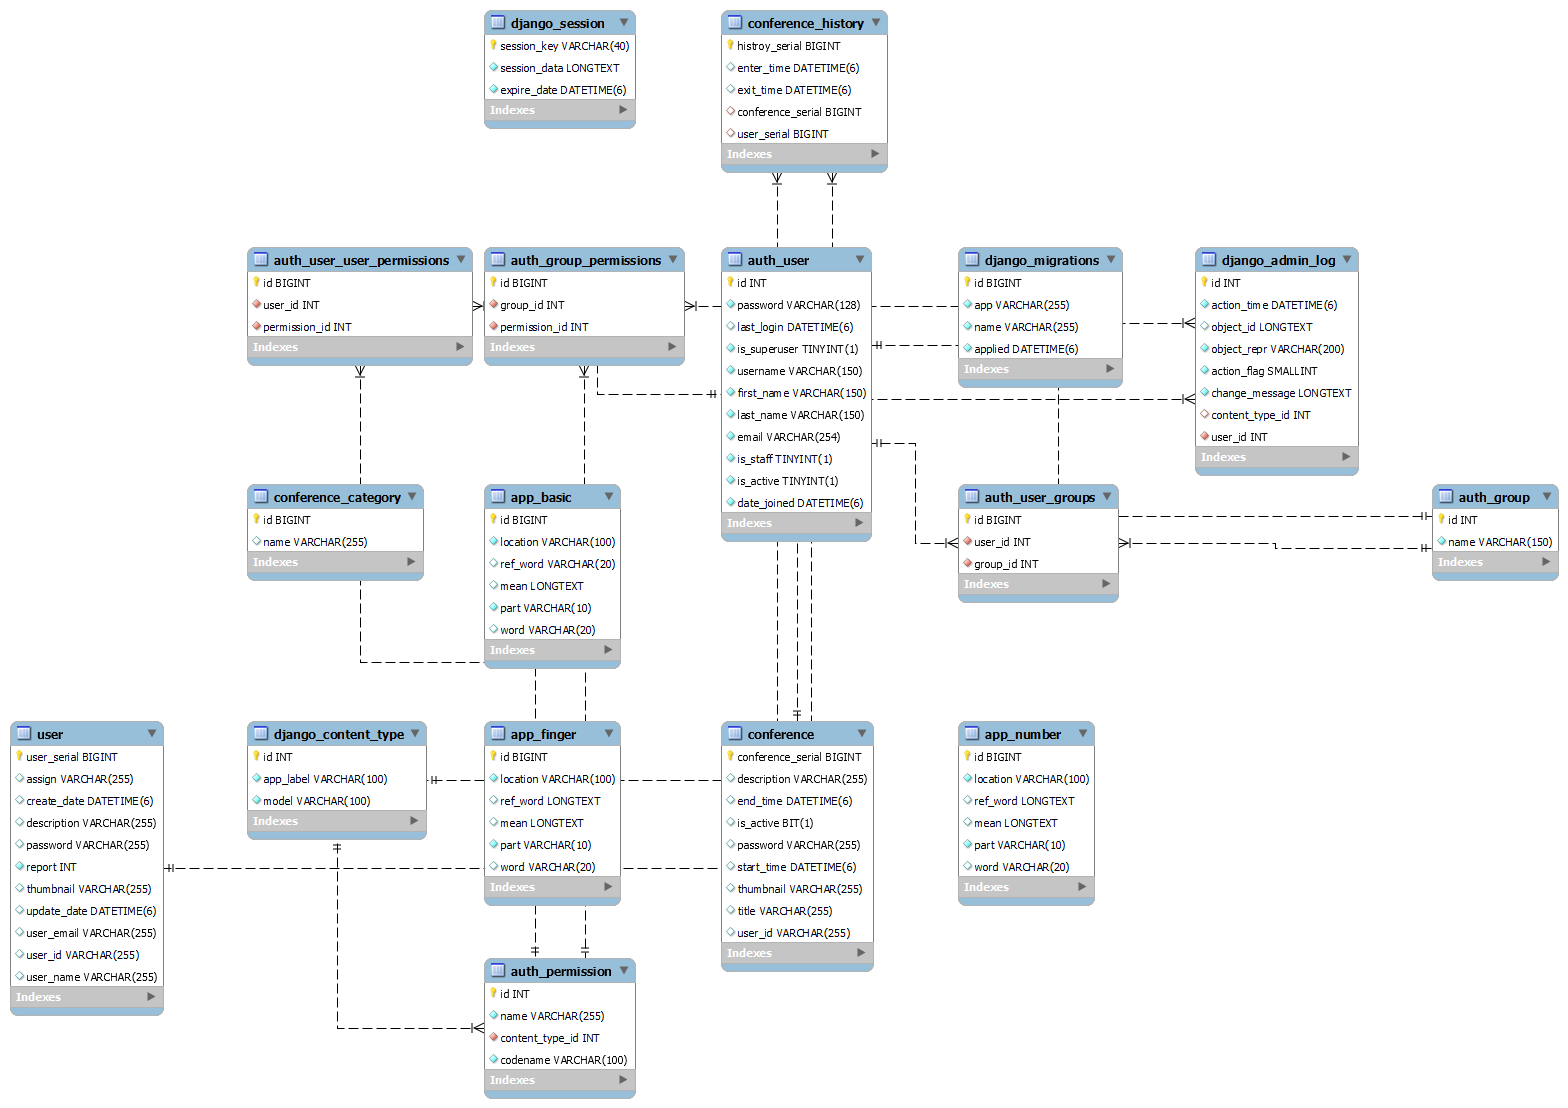 django_session
session_key VARCHAR(40)
session_data LONGTEXT
expire_date DATETIME(6)
Indexes
conference_history
histroy_serial BIGINT
enter_time DATETIME(6)
exit_time DATETIME(6)
conference_serial BIGINT
user_serial BIGINT
Indexes
auth_user_user_permissions
id BIGINT
user_id INT
permission_id INT
Indexes
auth_group_permissions
id BIGINT
group_id INT
permission_id INT
Indexes
auth_user
id INT
password VARCHAR(128)
last_login DATETIME(6)
is_superuser TINYINT(1)
username VARCHAR(150)
first_name VARCHAR(150)
last_name VARCHAR(150)
email VARCHAR(254)
is_staff TINYINT(1)
is_active TINYINT(1)
date_joined DATETIME(6)
Indexes
django_migrations
id BIGINT
app VARCHAR(255)
name VARCHAR(255)
applied DATETIME(6)
Indexes
django_admin_log
id INT
action_time DATETIME(6)
object_id LONGTEXT
object_repr VARCHAR(200)
action_flag SMALLINT
change_message LONGTEXT
content_type_id INT
user_id INT
Indexes
conference_category
id BIGINT
name VARCHAR(255)
Indexes
app_basic
id BIGINT
location VARCHAR(100)
ref_word VARCHAR(20)
mean LONGTEXT
part VARCHAR(10)
word VARCHAR(20)
Indexes
auth_user_groups
id BIGINT
user_id INT
group_id INT
Indexes
auth_group
id INT
name VARCHAR(150)
Indexes
user
user_serial BIGINT
assign VARCHAR(255)
create_date DATETIME(6)
description VARCHAR(255)
password VARCHAR(255)
report INT
thumbnail VARCHAR(255)
update_date DATETIME(6)
user_email VARCHAR(255)
user_id VARCHAR(255)
user_name VARCHAR(255)
Indexes
django_content_type
id INT
app_label VARCHAR(100)
model VARCHAR(100)
Indexes
app_finger
id BIGINT
location VARCHAR(100)
ref_word LONGTEXT
mean LONGTEXT
part VARCHAR(10)
word VARCHAR(20)
Indexes
conference
conference_serial BIGINT
description VARCHAR(255)
end_time DATETIME(6)
is_active BIT(1)
password VARCHAR(255)
start_time DATETIME(6)
thumbnail VARCHAR(255)
title VARCHAR(255)
user_id VARCHAR(255)
Indexes
app_number
id BIGINT
location VARCHAR(100)
ref_word LONGTEXT
mean LONGTEXT
part VARCHAR(10)
word VARCHAR(20)
Indexes
auth_permission
id INT
name VARCHAR(255)
content_type_id INT
codename VARCHAR(100)
Indexes